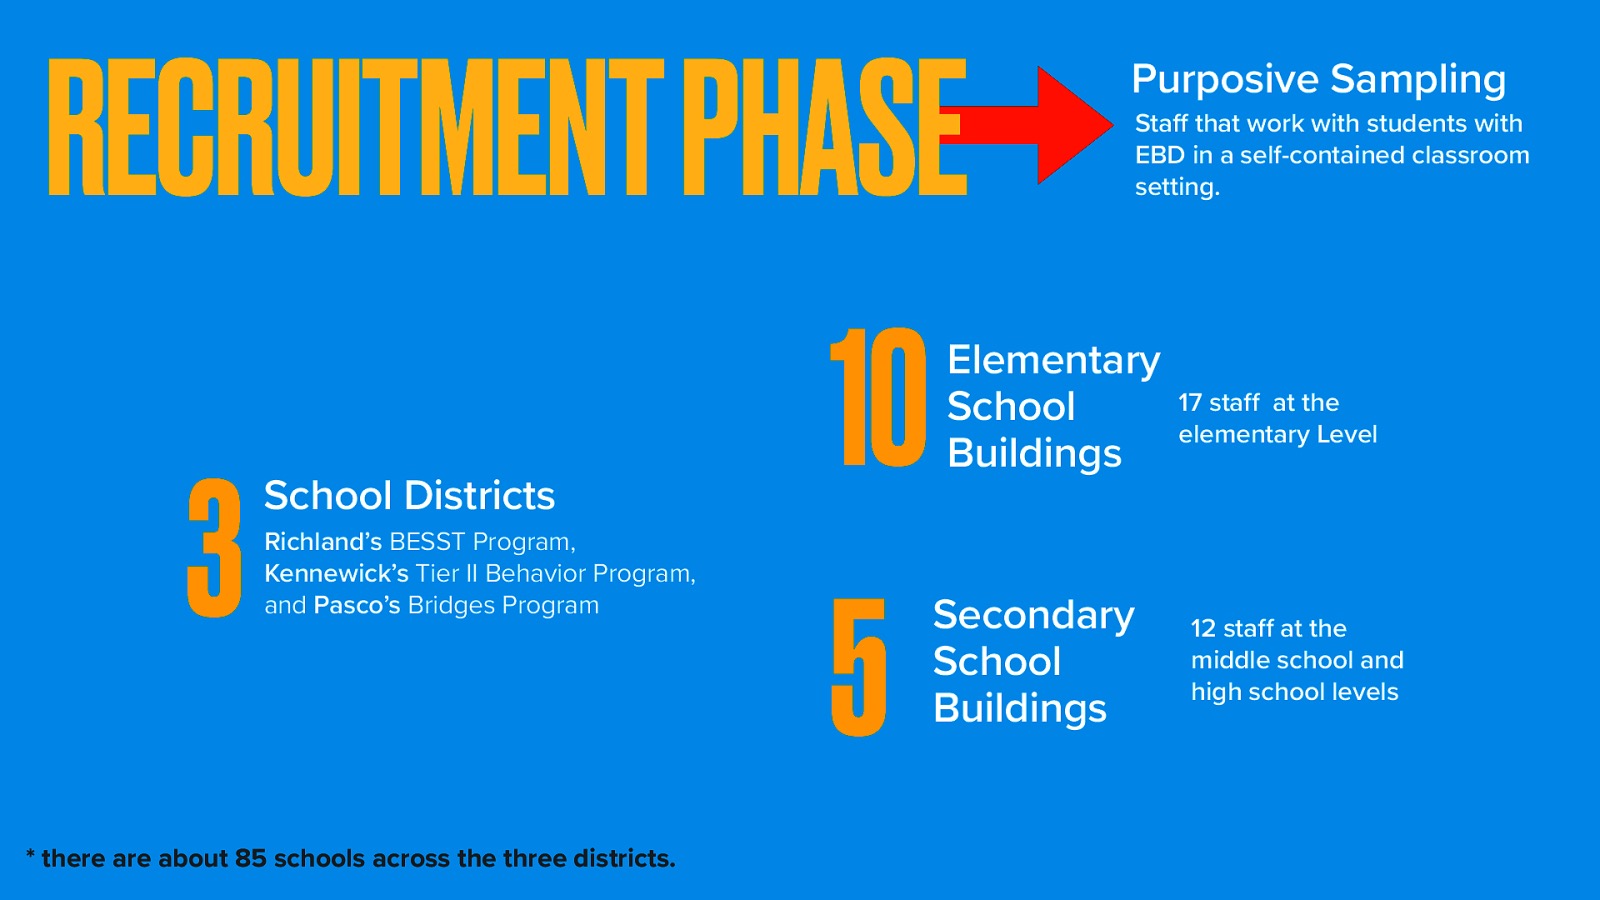 RECRUITMENT PHASE
Purposive Sampling
Staff that work with students with
EBD in a self-contained classroom
setting.
10
Elementary
School
Buildings
17 staff  at the
elementary Level
3
School Districts
Richland’s BESST Program,
Kennewick’s Tier II Behavior Program,
and Pasco’s Bridges Program
5
Secondary
School
Buildings
12 staff at the
middle school and
high school levels
* there are about 85 schools across the three districts.